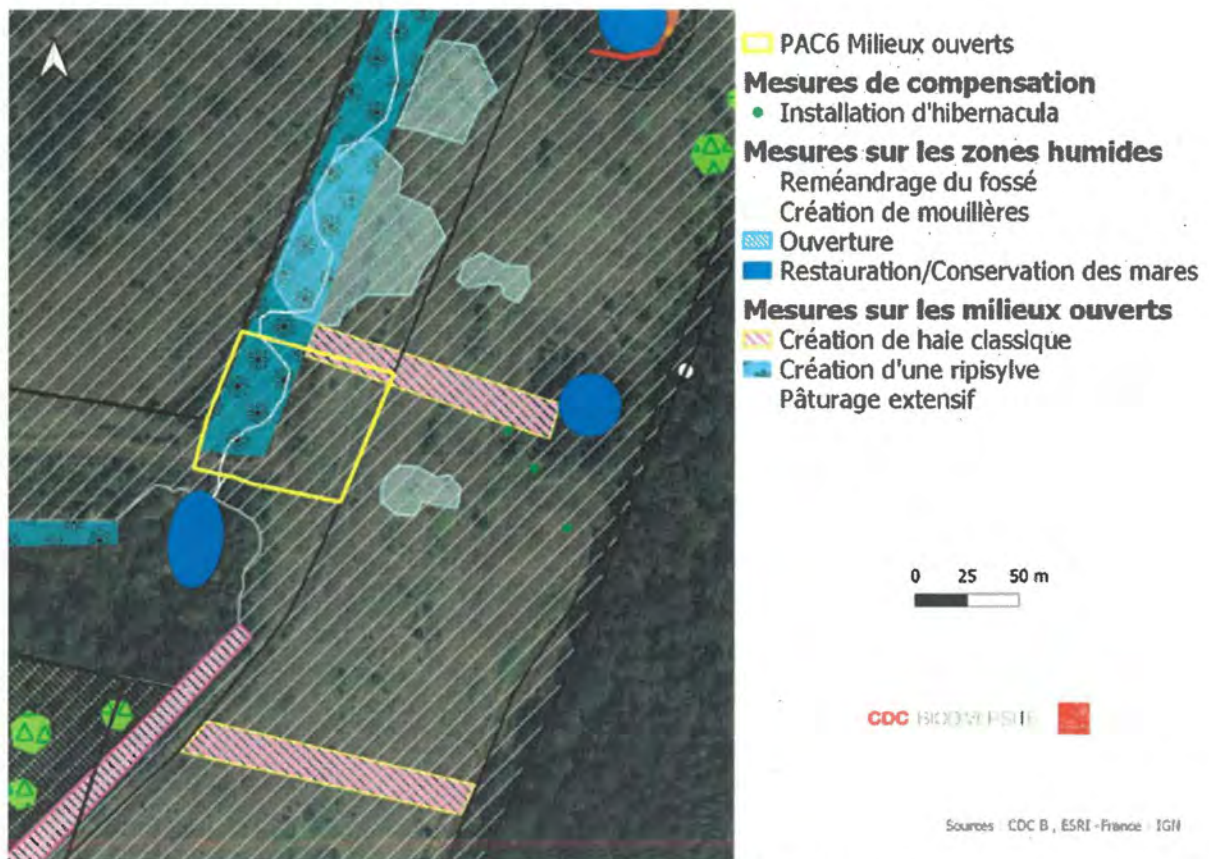 PAC6 Milieux ouverts
Mesures de compensation
Installation d'hibernacula
Mesures sur les zones humides
Reméandrage du fossé
Création de mouillères
Ouverture
Restauration/Conservation des mares
Mesures sur les milieux ouverts
Création de haie classique
Création d'une ripisylve
Pâturage extensif
0 25 50 m
CDC BIODIVERSITE
Sources : CDC B , ESRI -France - IGN